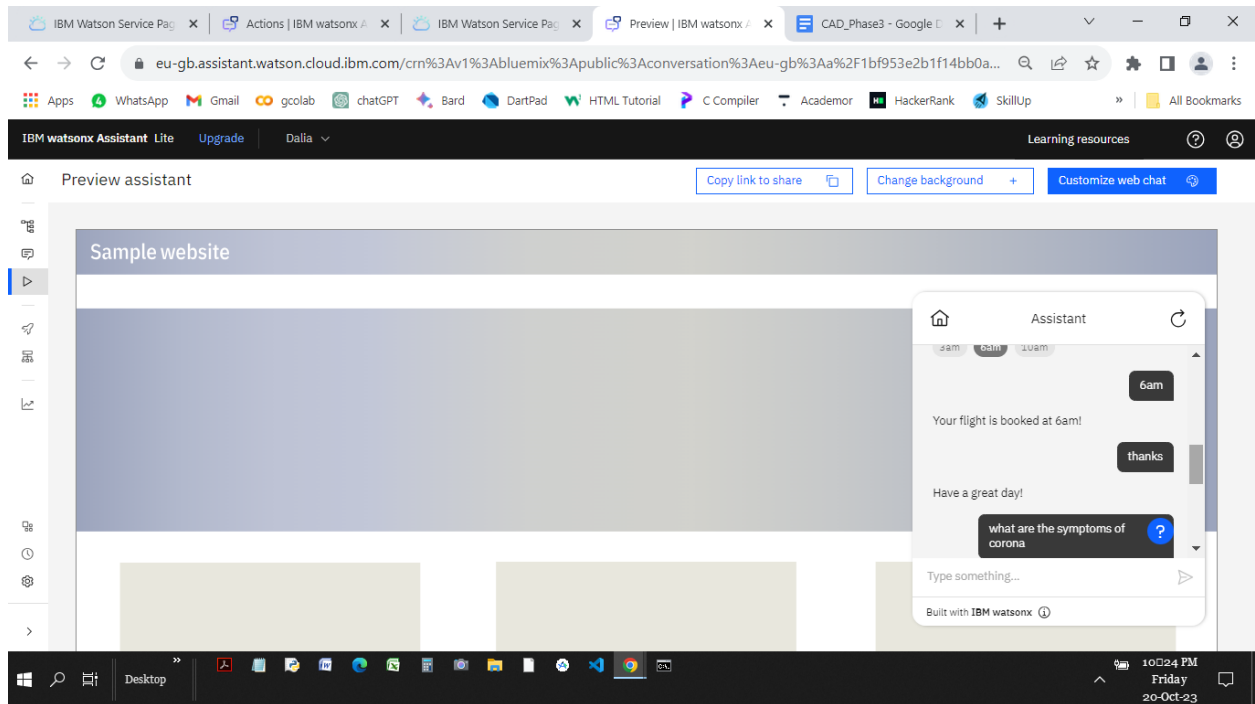 IBM Watson Service Pag
Actions | IBM watsonx A
IBM Watson Service Pag
Preview | IBM watsonx A
CAD_Phase3 - Google D
eu-gb.assistant.watson.cloud.ibm.com/crn%3Av1%3Abluemix%3Apublic%3Aconversation%3Aeu-gb%3Aa%2F1bf953e2b1f14bb0a...
Apps WhatsApp Gmail gcolab chatGPT Bard DartPad HTML Tutorial C Compiler Academor HackerRank SkillUp » All Bookmarks
IBM watsonx Assistant Lite Upgrade Dalia Learning resources
Preview assistant Copy link to share Change background + Customize web chat
Sample website
Assistant
3am 6am 10am
6am
Your flight is booked at 6am!
thanks
Have a great day!
what are the symptoms of
corona
?
Type something...
Built with IBM watsonx
Desktop »
10□24 PM
Friday
20-Oct-23